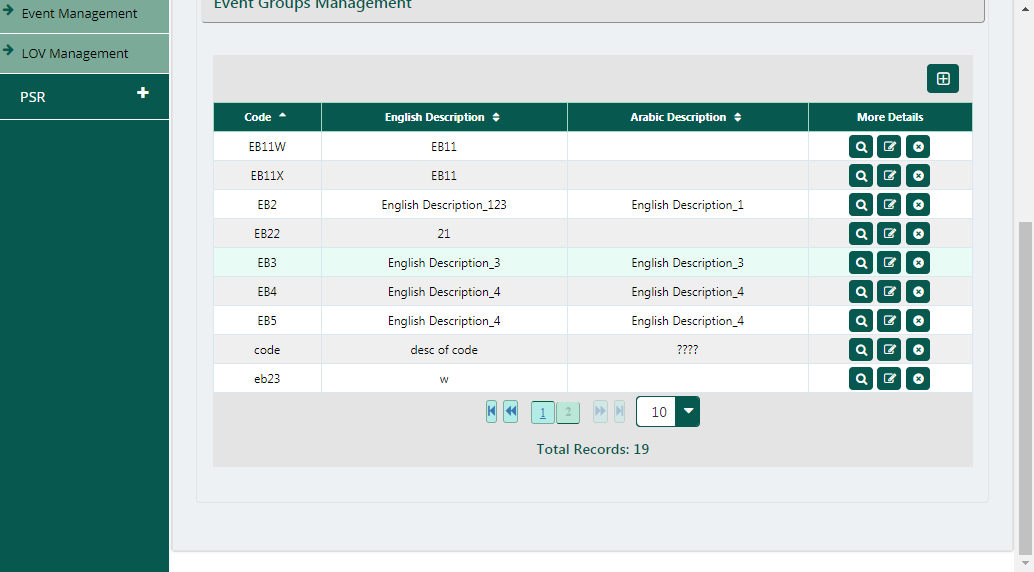 Event Groups Management
Event Management
LOV Management
PSR
Code English Description Arabic Description More Details
EB11W EB11
EB11X EB11
EB2 English Description_123 English Description_1
EB22 21
EB3 English Description_3 English Description_3
EB4 English Description_4 English Description_4
EB5 English Description_4 English Description_4
code desc of code ????
eb23 w
1 2 10
Total Records: 19